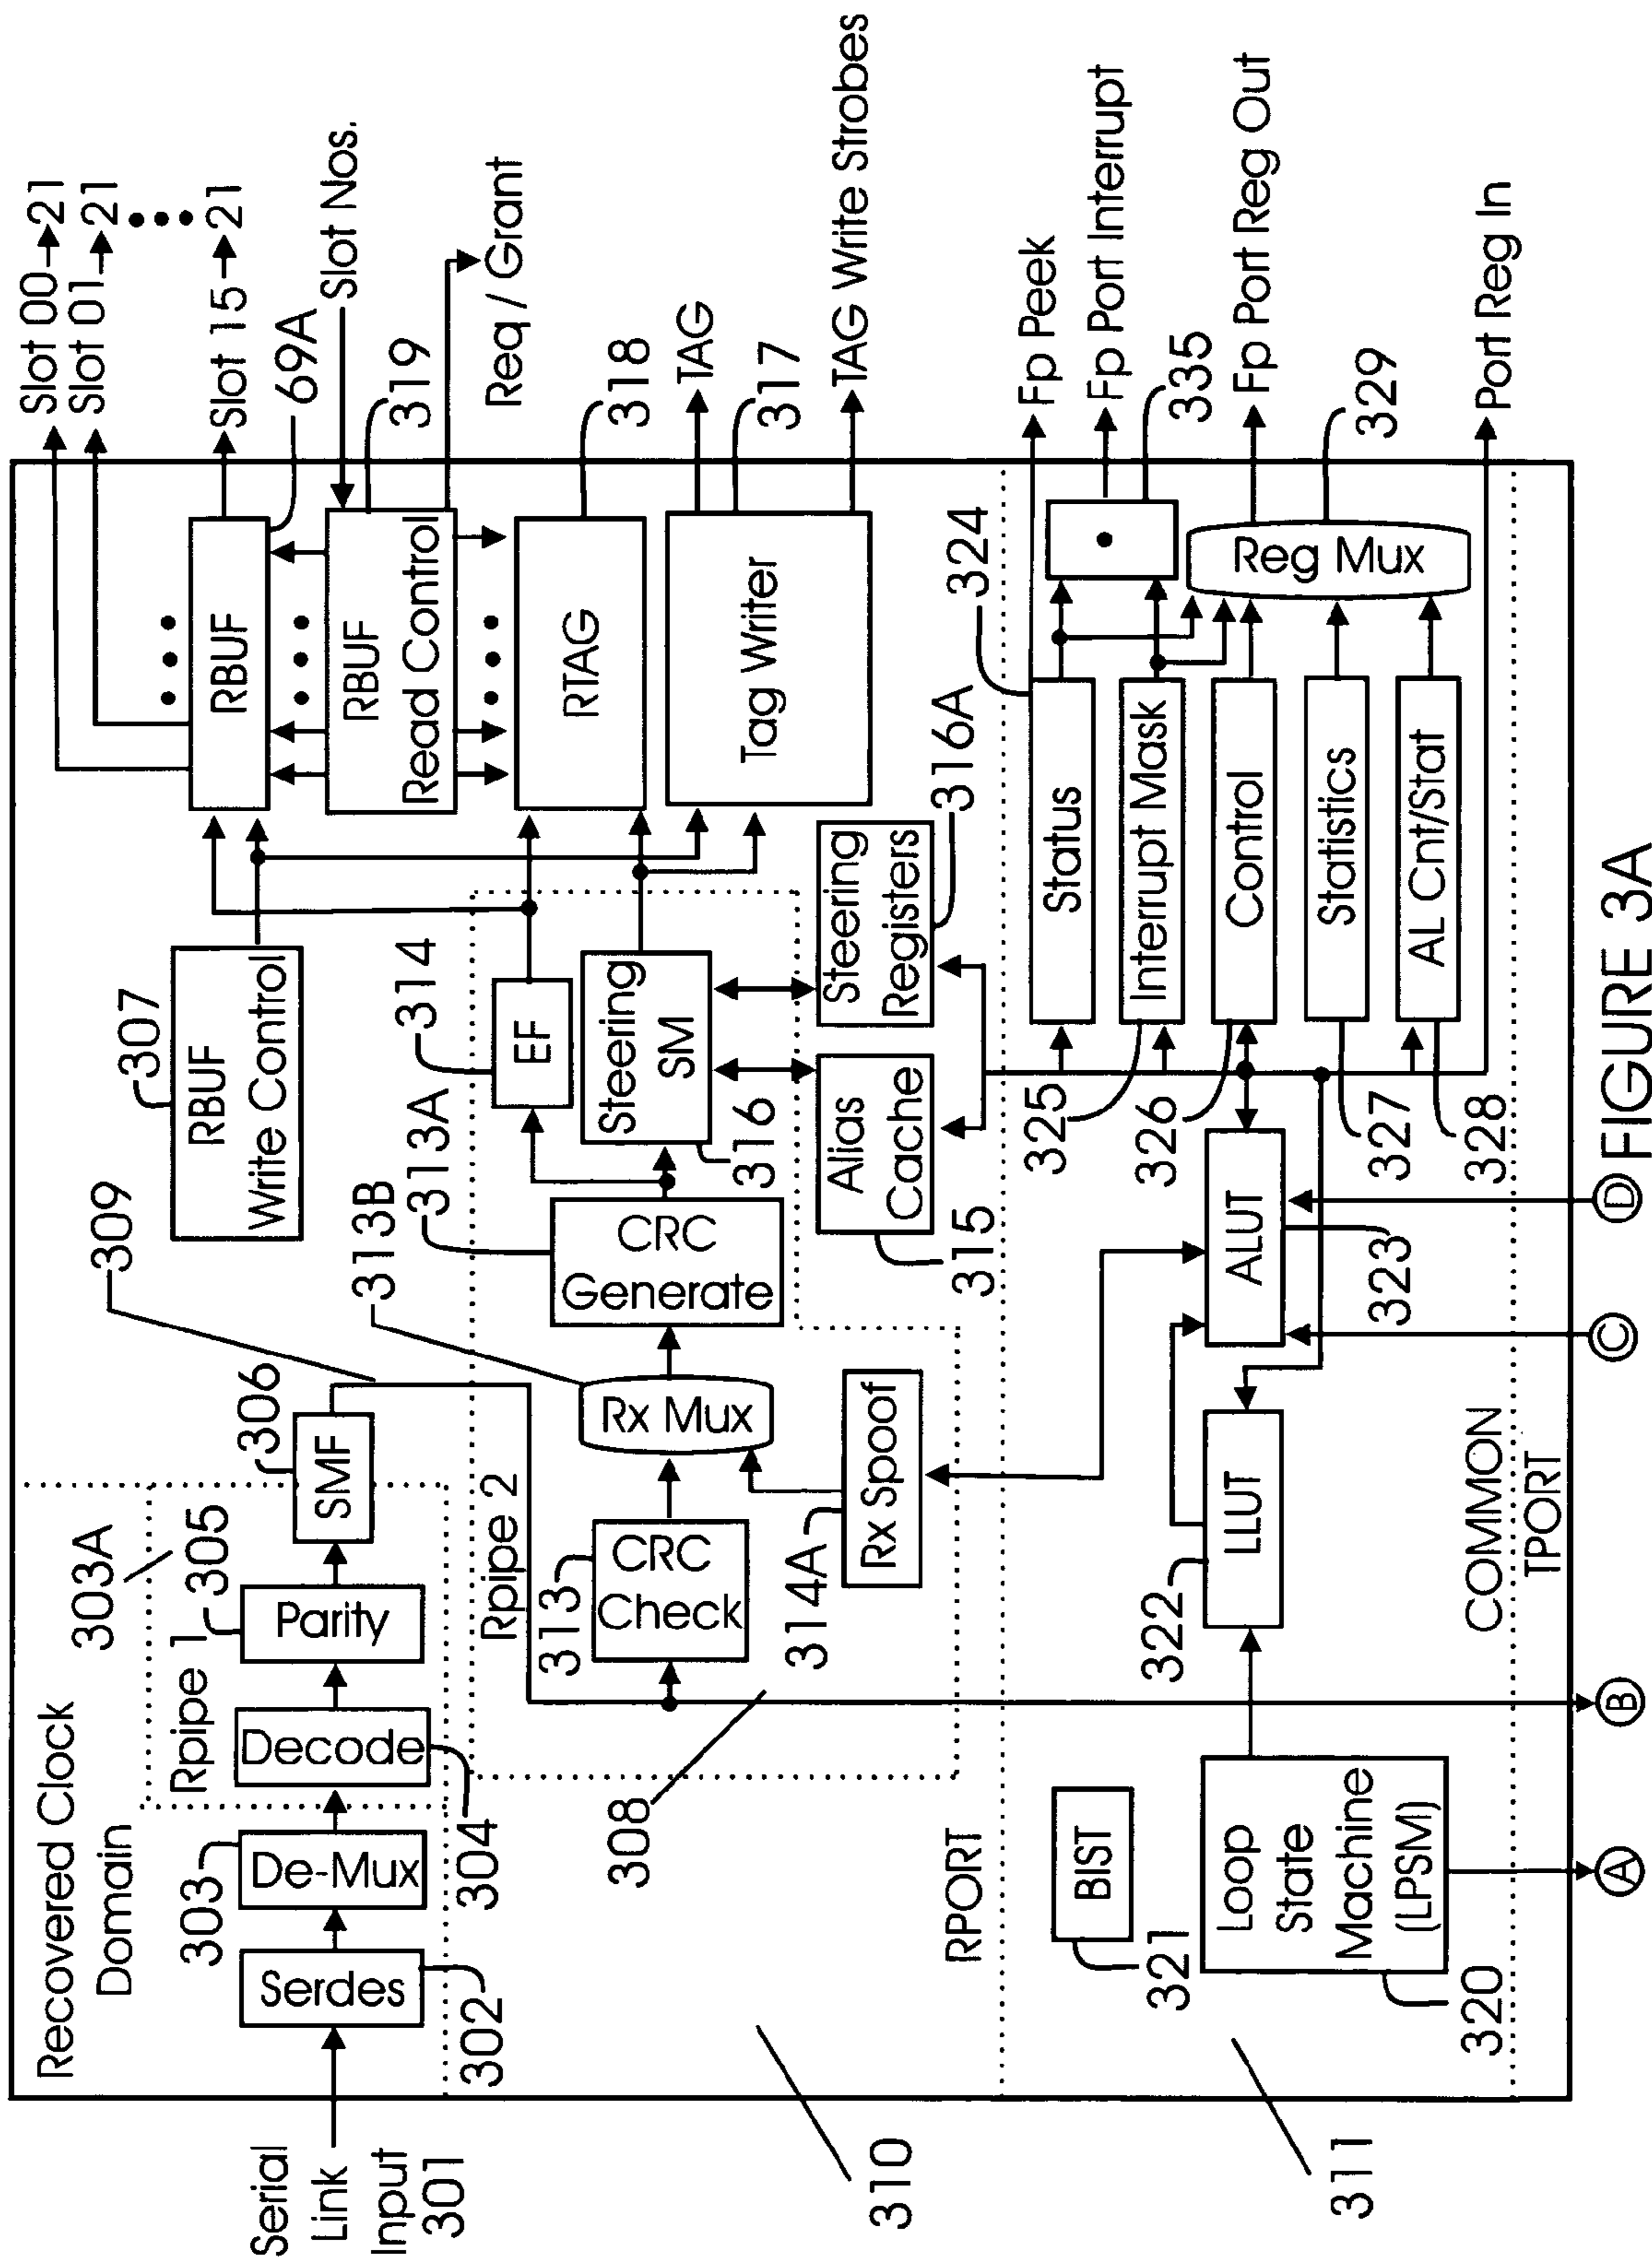 Recovered Clock
Domain
303A
309
307
Slot 00→21
Slot 01→21
Slot 15→21
69A
Slot Nos.
319
Req / Grant
318
TAG
317
TAG Write Strobes
Serial
Link
Input
301
Serdes
302
303
De-Mux
Rpipe 1
Decode
304
305
Parity
306
SMF
RBUF
Write Control
RBUF
RBUF
Read Control
RTAG
Tag Writer
313B
313A
314
Rpipe 2
308
313
CRC
Check
Rx Mux
CRC
Generate
EF
Steering
SM
316
314A
Rx Spoof
Alias
Cache
315
Steering
Registers
316A
310
RPORT
324
Fp Peek
Status
Fp Port Interrupt
335
325
Interrupt Mask
326
Control
Reg Mux
Fp Port Reg Out
329
327
Statistics
328
AL Cnt/Stat
Port Reg In
BIST
321
Loop
State
Machine
(LPSM)
320
322
LLUT
ALUT
323
311
COMMON
TPORT
A
B
C
D
FIGURE 3A